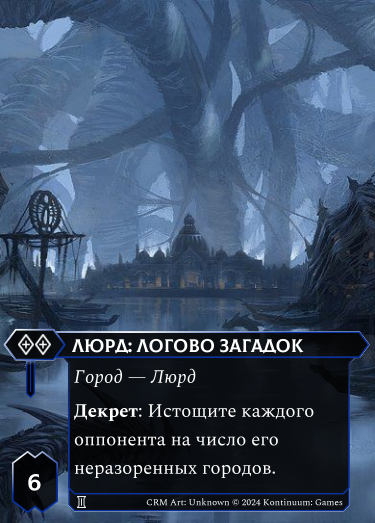 ЛЮРД: ЛОГОВО ЗАГАДОК
Город — Люрд
Декрет: Истощите каждого
оппонента на число его
неразоренных городов.
6
CRM Art: Unknown © 2024 Kontinuum: Games